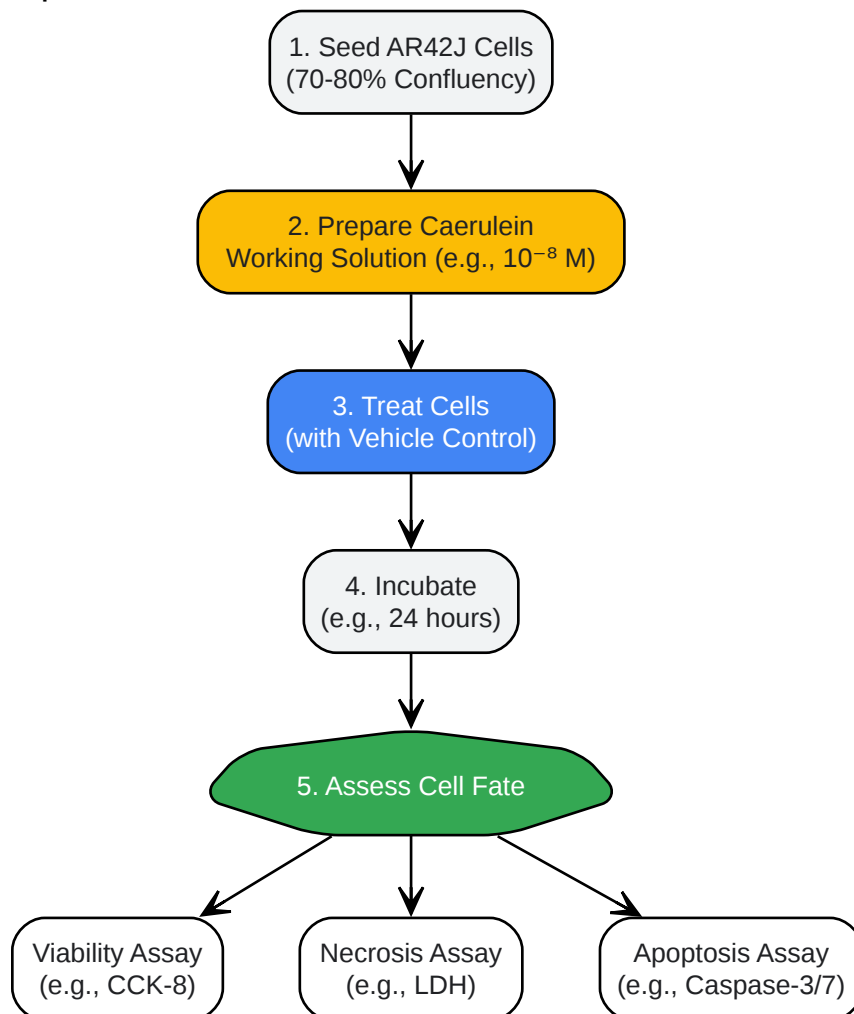 1. Seed AR42J Cells
(70-80% Confluency)
2. Prepare Caerulein
Working Solution (e.g., 10⁻⁸ M)
3. Treat Cells
(with Vehicle Control)
4. Incubate
(e.g., 24 hours)
5. Assess Cell Fate
Viability Assay
(e.g., CCK-8)
Necrosis Assay
(e.g., LDH)
Apoptosis Assay
(e.g., Caspase-3/7)